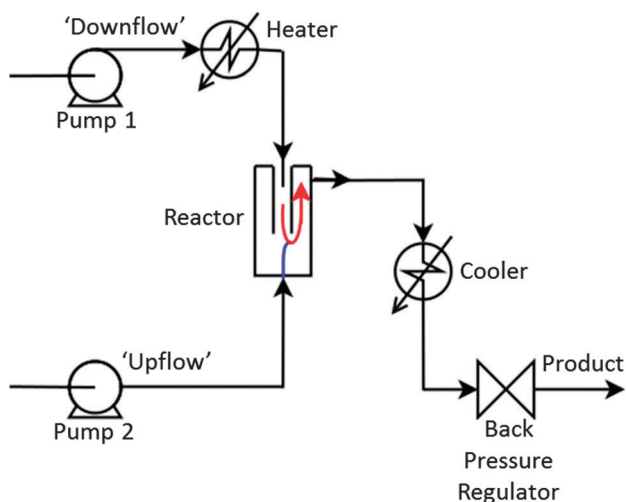 ‘Downflow’
Heater
Pump 1
Reactor
Cooler
‘Upflow’
Product
Pump 2
Back
Pressure
Regulator